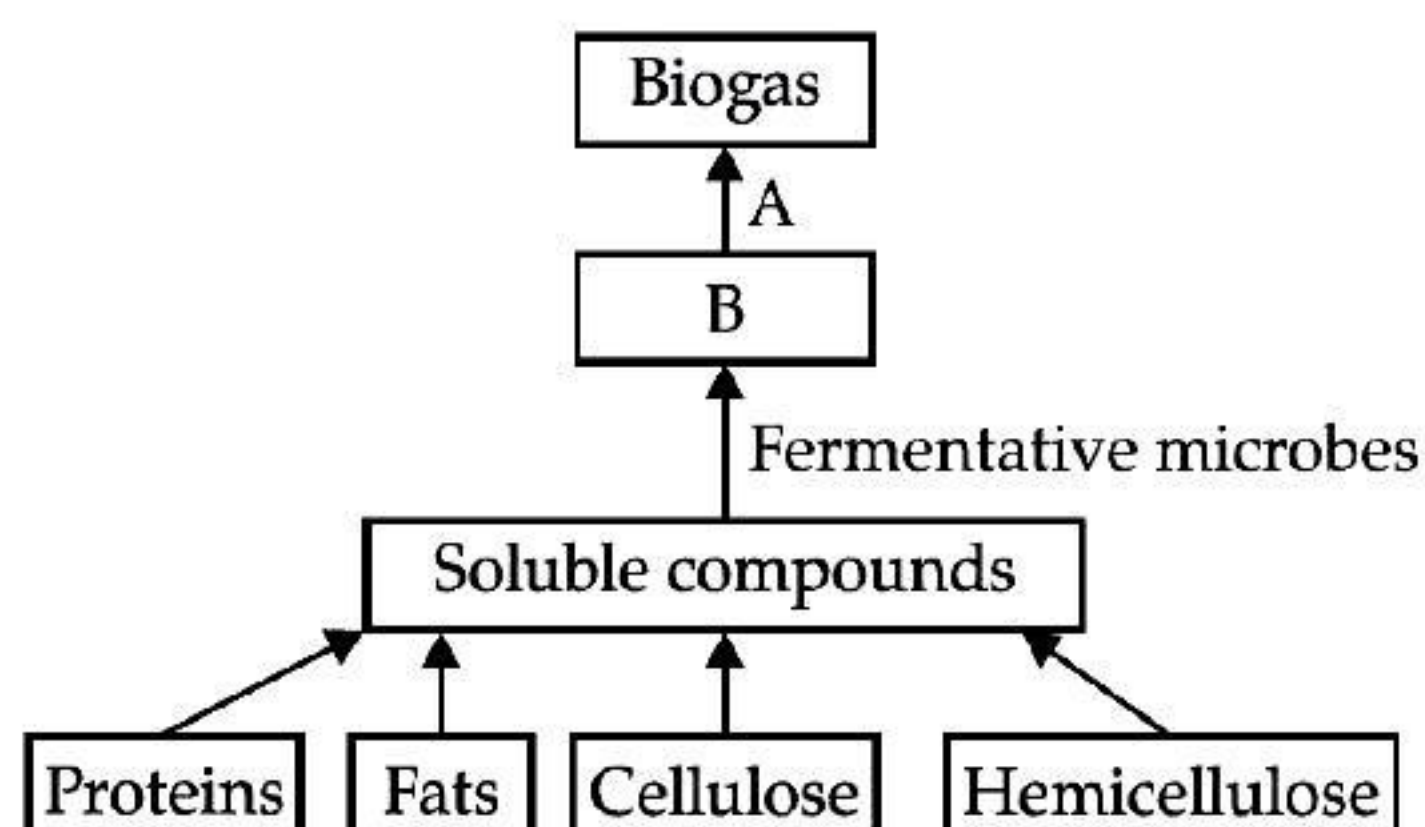 Biogas
A
B
Fermentative microbes
Soluble compounds
Proteins Fats Cellulose Hemicellulose